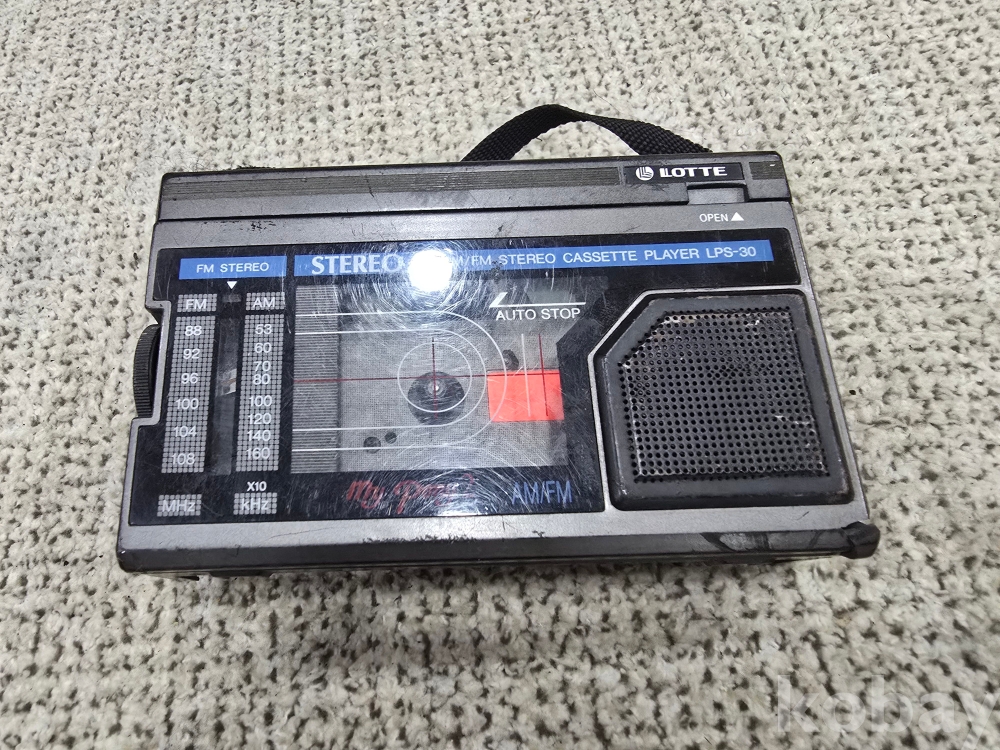 LOTTE
OPEN ▲
FM STEREO
STEREO /FM STEREO CASSETTE PLAYER LPS-30
AUTO STOP
FM AM
88 53
92 60
96 70
100 80
104 100
108 120
140
160
X10
MHz KHz
My
AM/FM
kobay